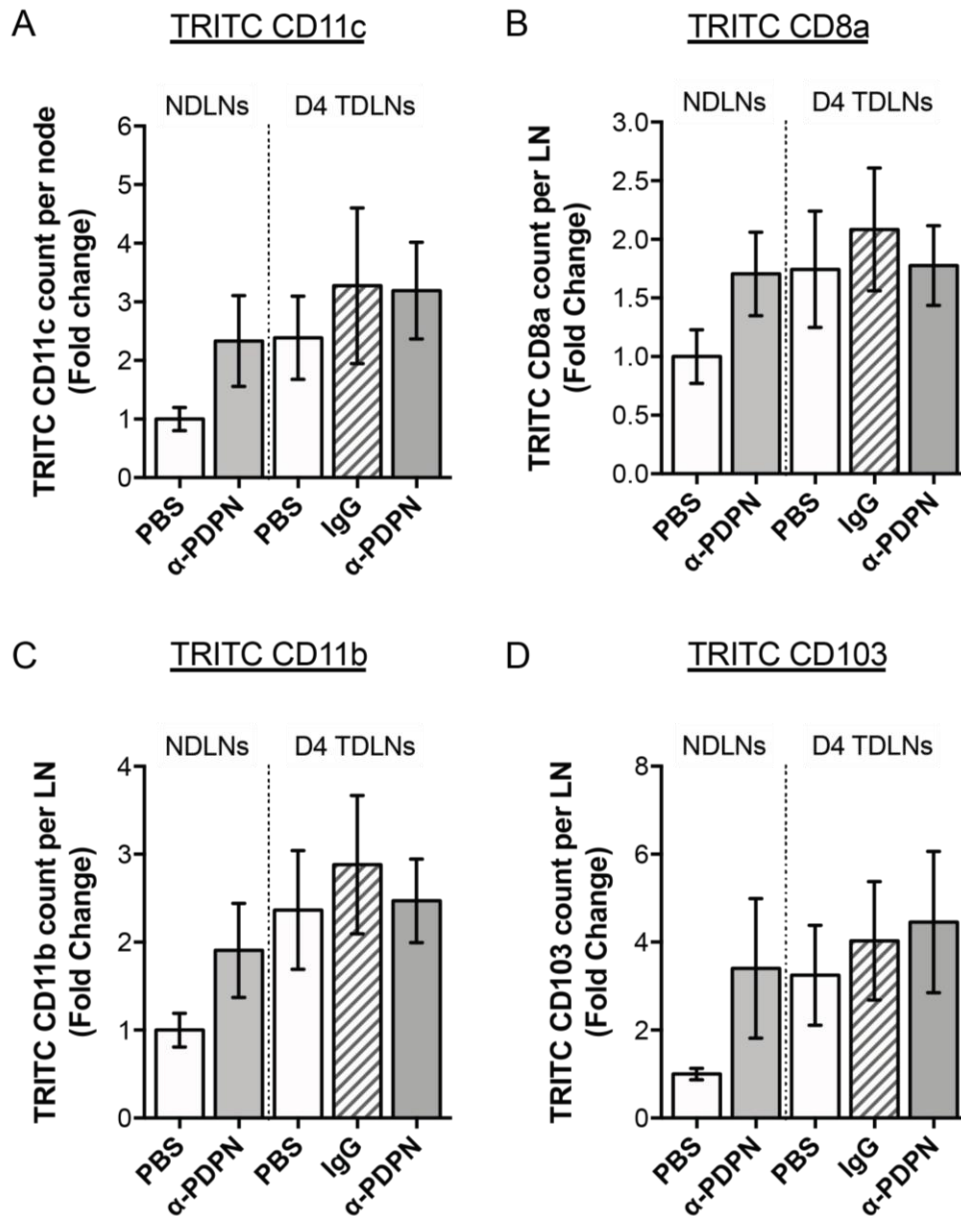 A
TRITC CD11c
NDLNs
D4 TDLNs
TRITC CD11c count per node
(Fold change)
6
5
4
3
2
1
0
PBS
α-PDPN
PBS
IgG
α-PDPN
B
TRITC CD8a
NDLNs
D4 TDLNs
TRITC CD8a count per LN
(Fold Change)
3.0
2.5
2.0
1.5
1.0
0.5
0.0
PBS
α-PDPN
PBS
IgG
α-PDPN
C
TRITC CD11b
NDLNs
D4 TDLNs
TRITC CD11b count per LN
(Fold Change)
4
3
2
1
0
PBS
α-PDPN
PBS
IgG
α-PDPN
D
TRITC CD103
NDLNs
D4 TDLNs
TRITC CD103 count per LN
(Fold Change)
8
6
4
2
0
PBS
α-PDPN
PBS
IgG
α-PDPN